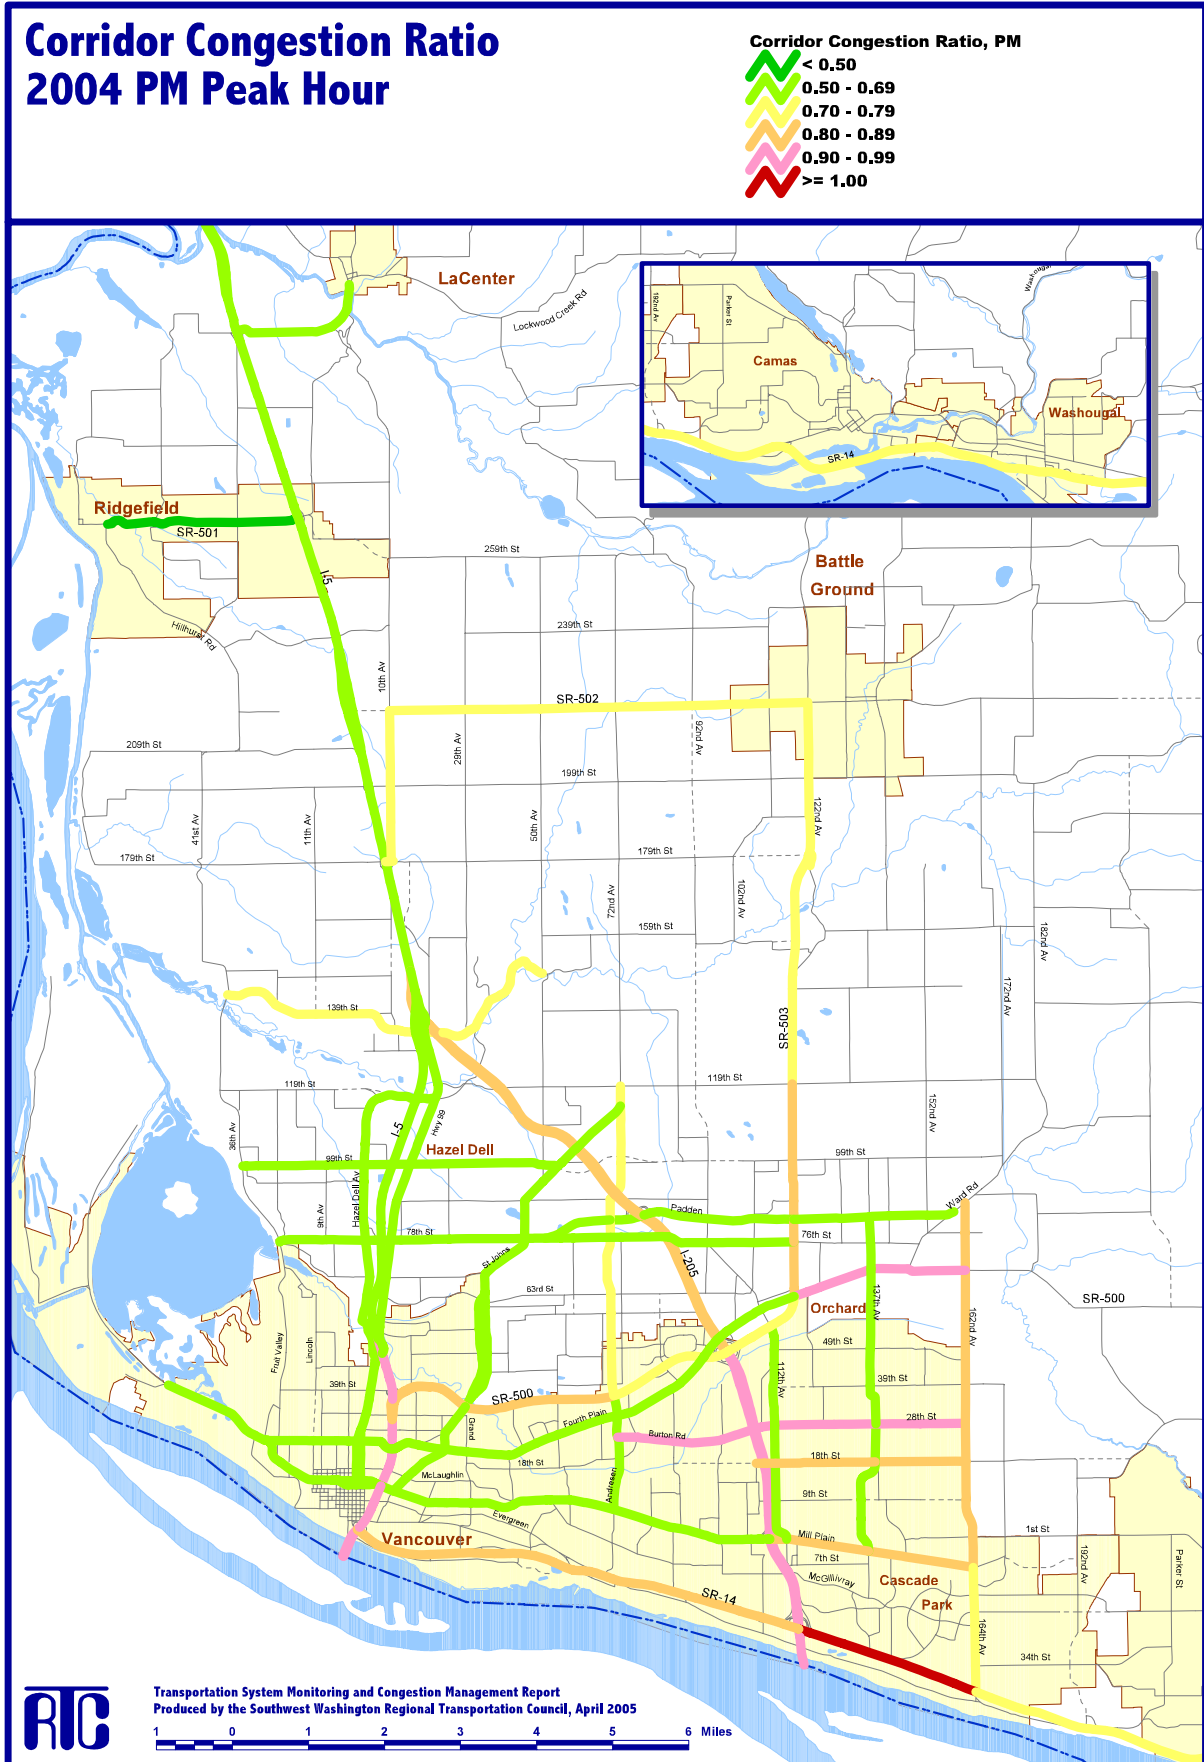 Corridor Congestion Ratio
2004 PM Peak Hour
Corridor Congestion Ratio, PM
< 0.50
0.50 - 0.69
0.70 - 0.79
0.80 - 0.89
0.90 - 0.99
>= 1.00
LaCenter
Lockwood Creek Rd
Washougal
192nd Av
Parker St
Camas
Washougal
SR-14
Ridgefield
SR-501
I-5
259th St
Battle
Ground
Hillhurst Rd
239th St
10th Av
SR-502
209th St
29th Av
92nd Av
199th St
41st Av
11th Av
50th Av
122nd Av
179th St
179th St
72nd Av
102nd Av
159th St
182nd Av
172nd Av
139th St
SR-503
119th St
119th St
36th Av
I-5
Hwy 99
152nd Av
Hazel Dell
99th St
99th St
Hazel Dell Av
9th Av
Padden
Ward Rd
78th St
76th St
St Johns
I-205
63rd St
137th Av
SR-500
Orchard
162nd Av
Fruit Valley
Lincoln
49th St
39th St
112th Av
39th St
SR-500
Fourth Plain
28th St
Grand
Burton Rd
18th St
18th St
McLaughlin
Andresen
9th St
Evergreen
Mill Plain
1st St
Vancouver
7th St
192nd Av
Parker St
McGillivray
Cascade
Park
SR-14
164th Av
34th St
RTC
Transportation System Monitoring and Congestion Management Report
Produced by the Southwest Washington Regional Transportation Council, April 2005
1 0 1 2 3 4 5 6 Miles